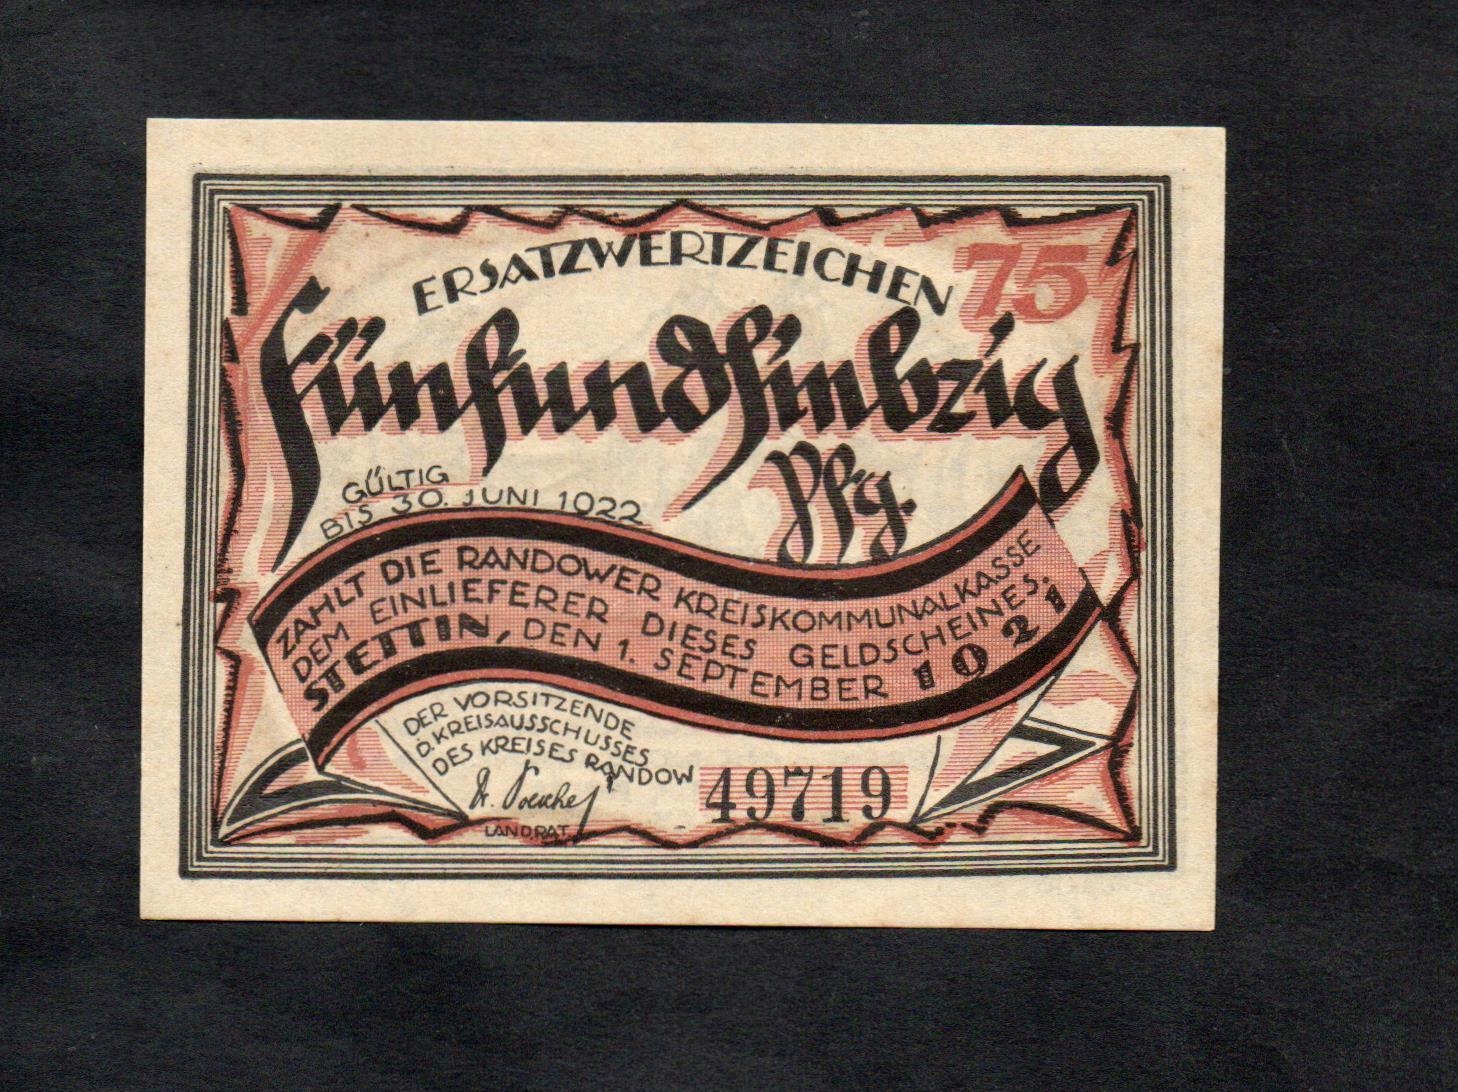 ERSATZWERTZEICHEN
75
Fünfundsiebzig
Pfg.
GÜLTIG
BIS 30. JUNI 1922
ZAHLT DIE RANDOWER KREISKOMMUNALKASSE
DEM EINLIEFERER DIESES GELDSCHEINES.
STETTIN, DEN 1. SEPTEMBER 1921
DER VORSITZENDE
D. KREISAUSSCHUSSES
DES KREISES RANDOW
LANDRAT.
49719